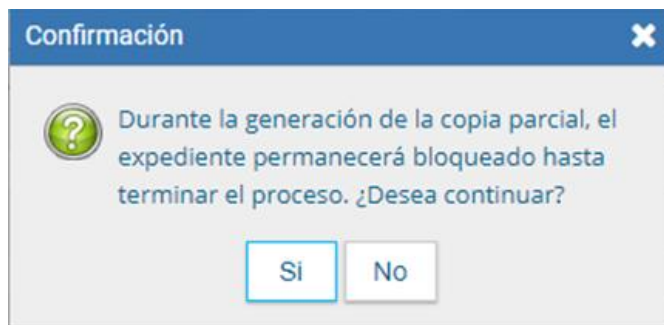 Confirmación
Durante la generación de la copia parcial, el
expediente permanecerá bloqueado hasta
terminar el proceso. ¿Desea continuar?
Si
No